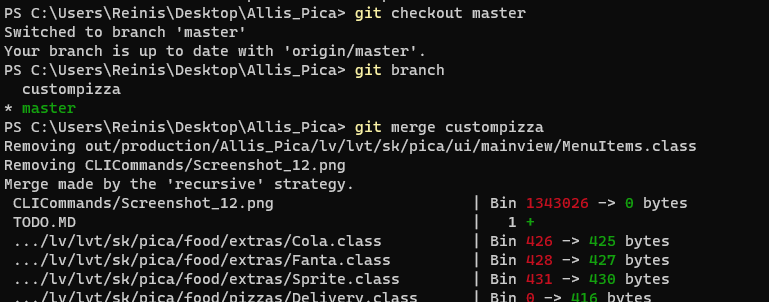 PS C:\Users\Reinis\Desktop\Allis_Pica> git checkout master
Switched to branch 'master'
Your branch is up to date with 'origin/master'.
PS C:\Users\Reinis\Desktop\Allis_Pica> git branch
  custompizza
* master
PS C:\Users\Reinis\Desktop\Allis_Pica> git merge custompizza
Removing out/production/Allis_Pica/lv/lvt/sk/pica/ui/mainview/MenuItems.class
Removing CLICommands/Screenshot_12.png
Merge made by the 'recursive' strategy.
 CLICommands/Screenshot_12.png | Bin 1343026 -> 0 bytes
 TODO.MD | 1 +
 .../lv/lvt/sk/pica/food/extras/Cola.class | Bin 426 -> 425 bytes
 .../lv/lvt/sk/pica/food/extras/Fanta.class | Bin 428 -> 427 bytes
 .../lv/lvt/sk/pica/food/extras/Sprite.class | Bin 431 -> 430 bytes
 .../lv/lvt/sk/pica/food/pizzas/Delivery.class | Bin 0 -> 416 bytes